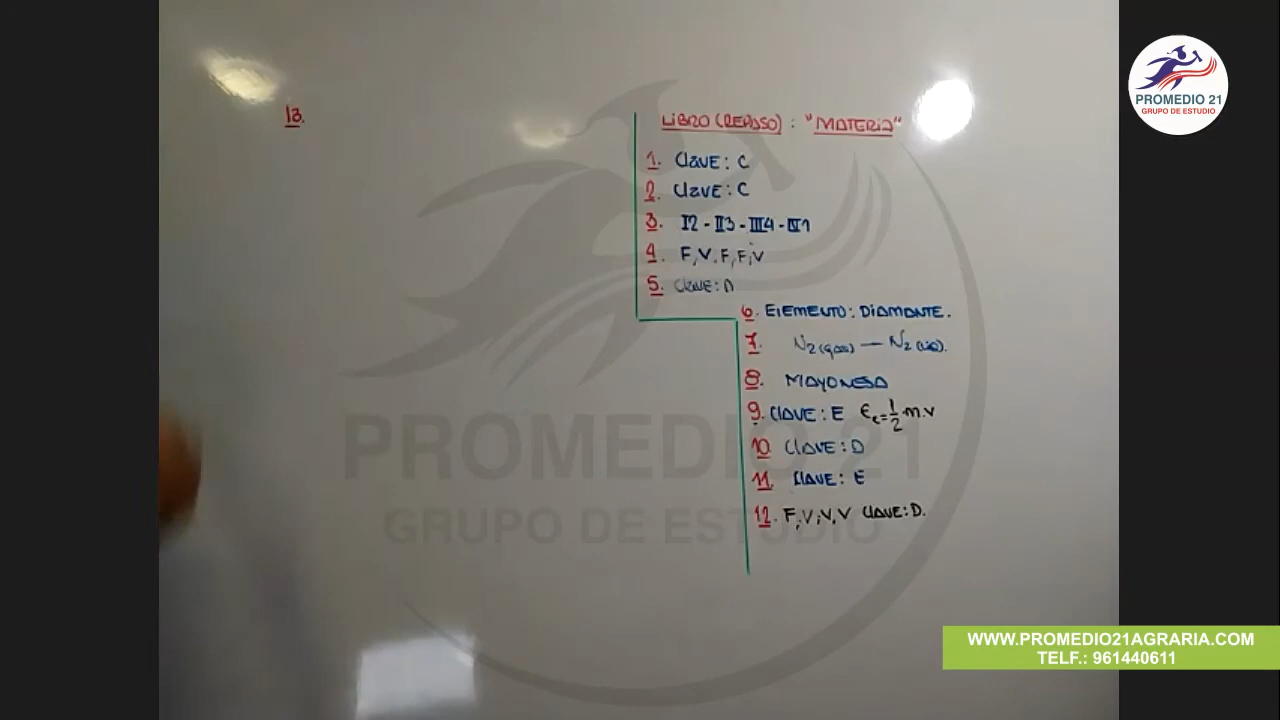 13.
LIBRO (REPASO) : "MATERIA"
1. Clave: C
2. Clave: C
3. I2 - II3 - III4 - IV1
4. F, V, F, F, V
5. Clave: D
6. Elemento: Diamante.
7. N2(gas) — N2(liq).
8. Mayonesa
9. Clave: E Ec = 1/2 m.v
10. Clave: D
11. Clave: E
12. F, V, V, V Clave: D.
PROMEDIO 21
GRUPO DE ESTUDIO
PROMEDIO 21
GRUPO DE ESTUDIO
WWW.PROMEDIO21AGRARIA.COM
TELF.: 961440611